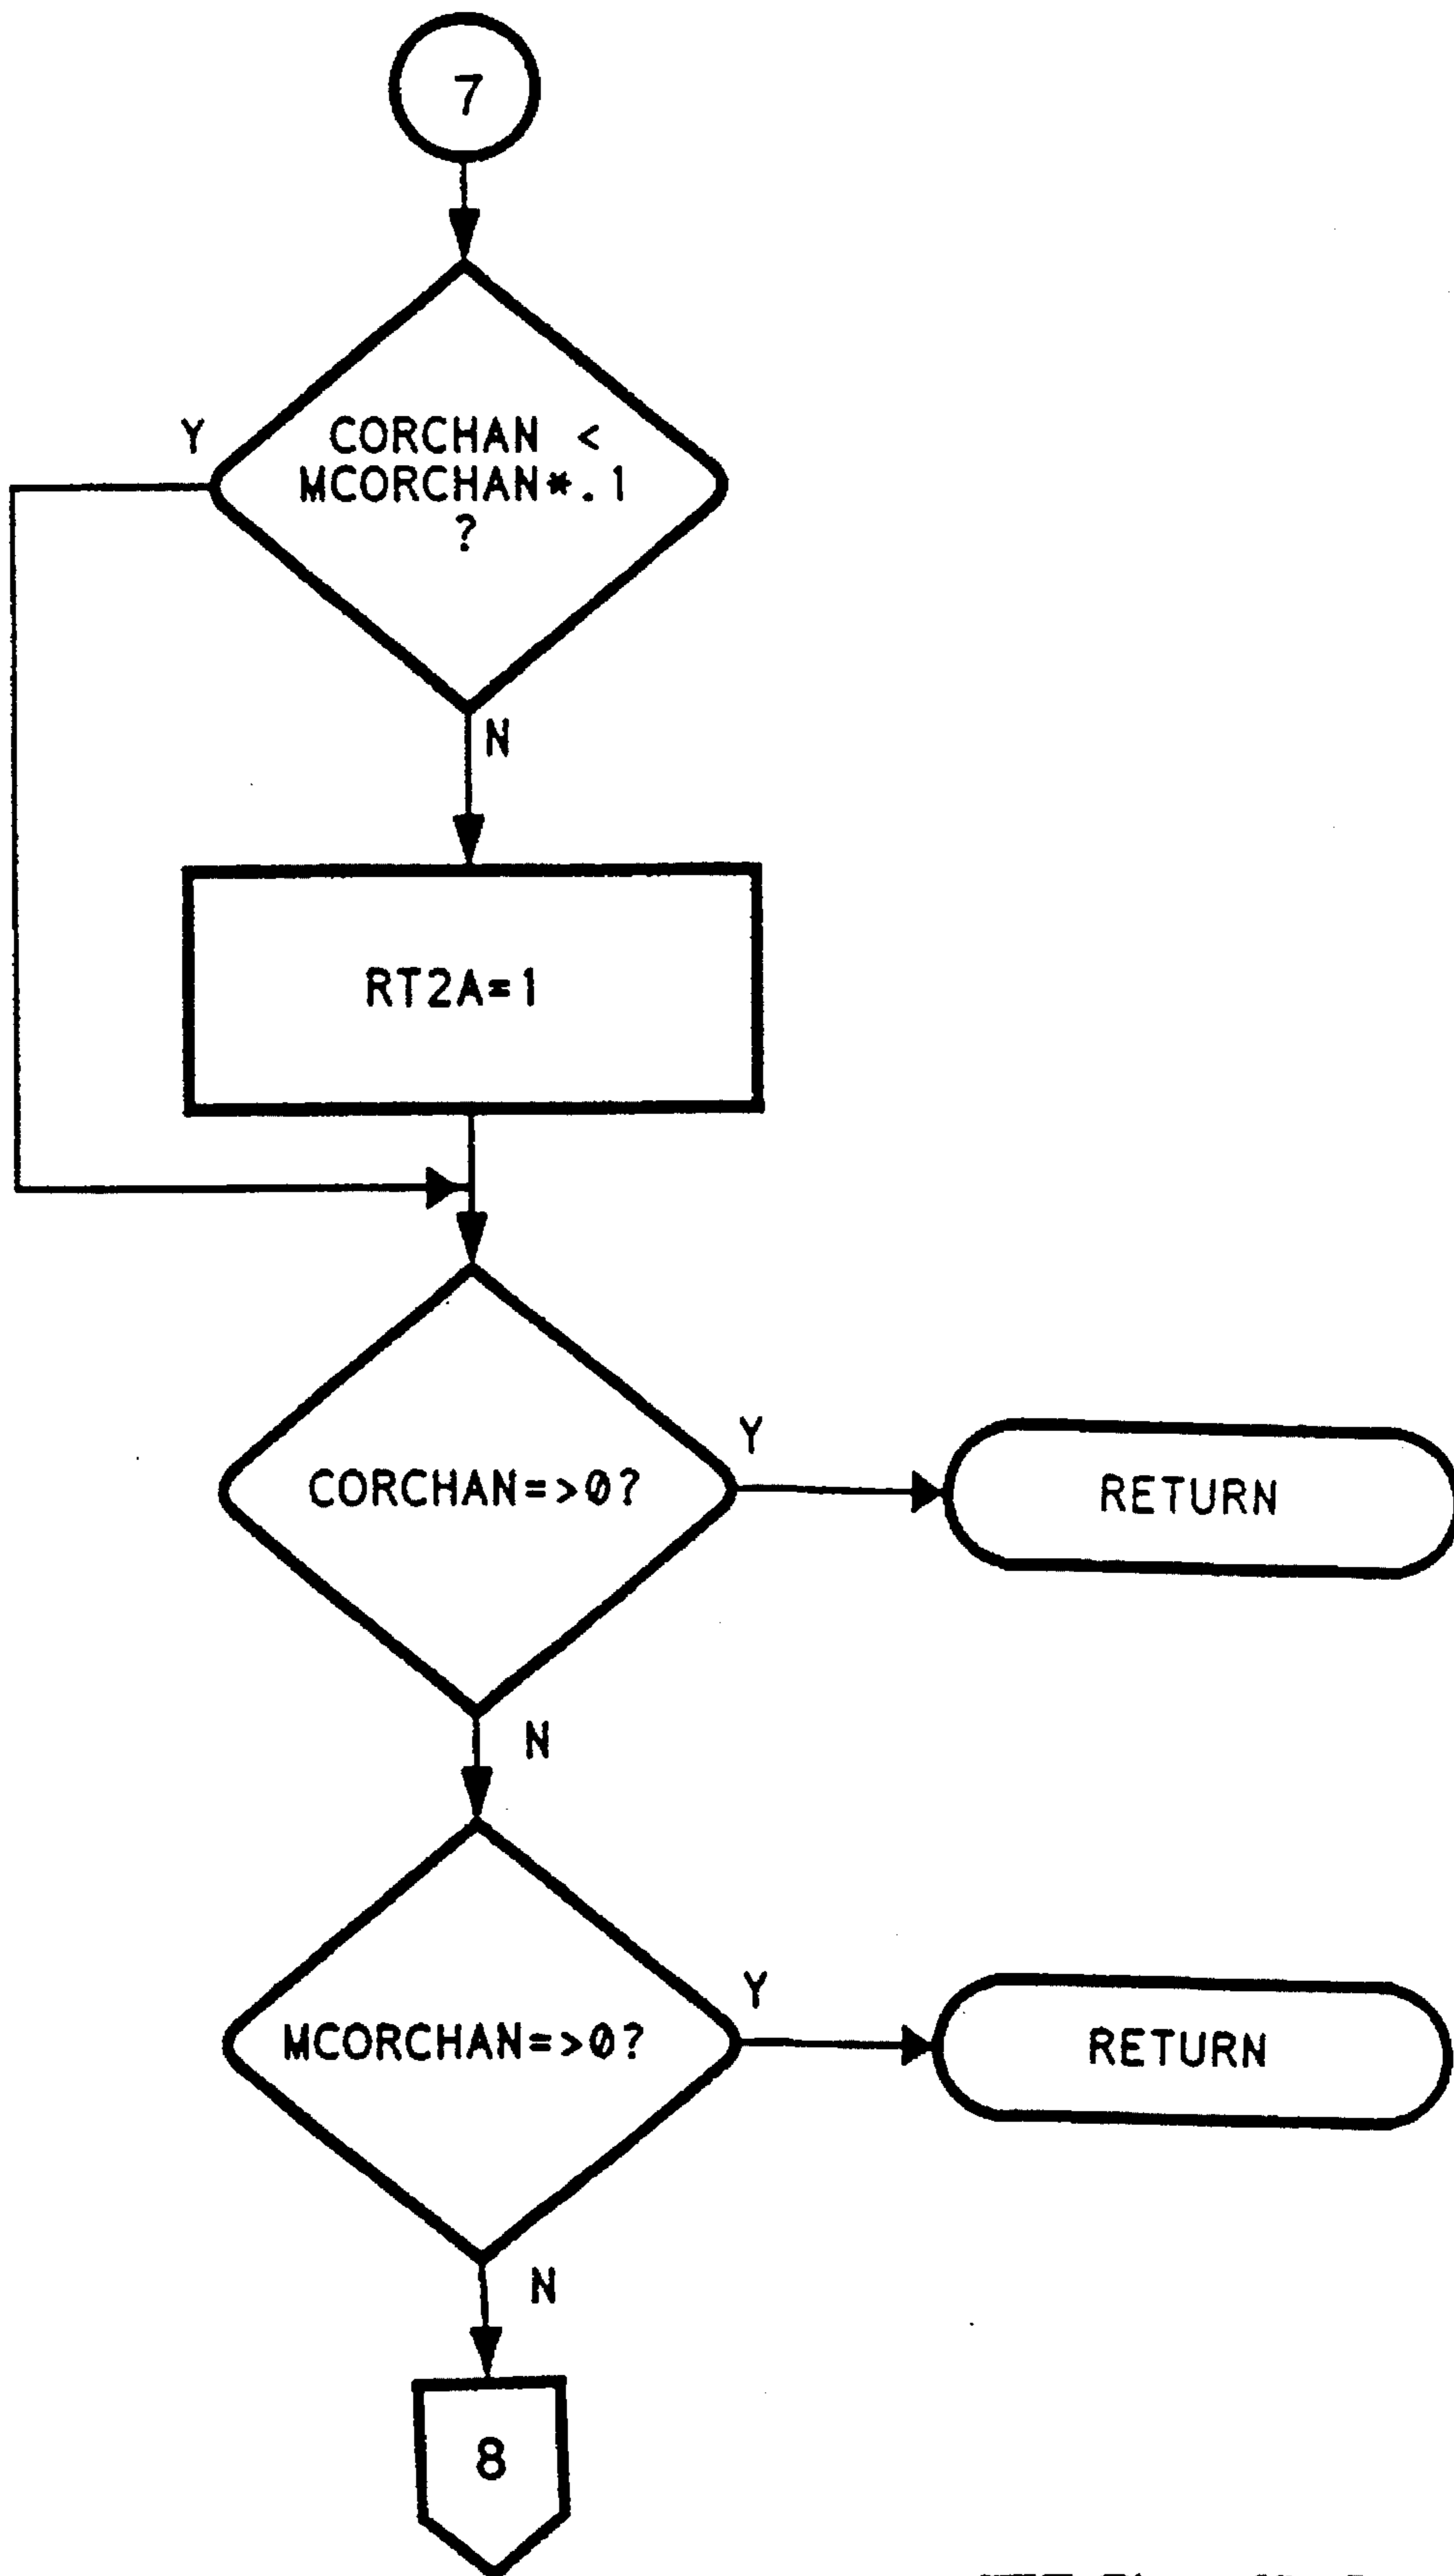 7
Y
CORCHAN <
MCORCHAN*.1
?
N
RT2A=1
CORCHAN=>0?
Y
RETURN
N
MCORCHAN=>0?
Y
RETURN
N
8